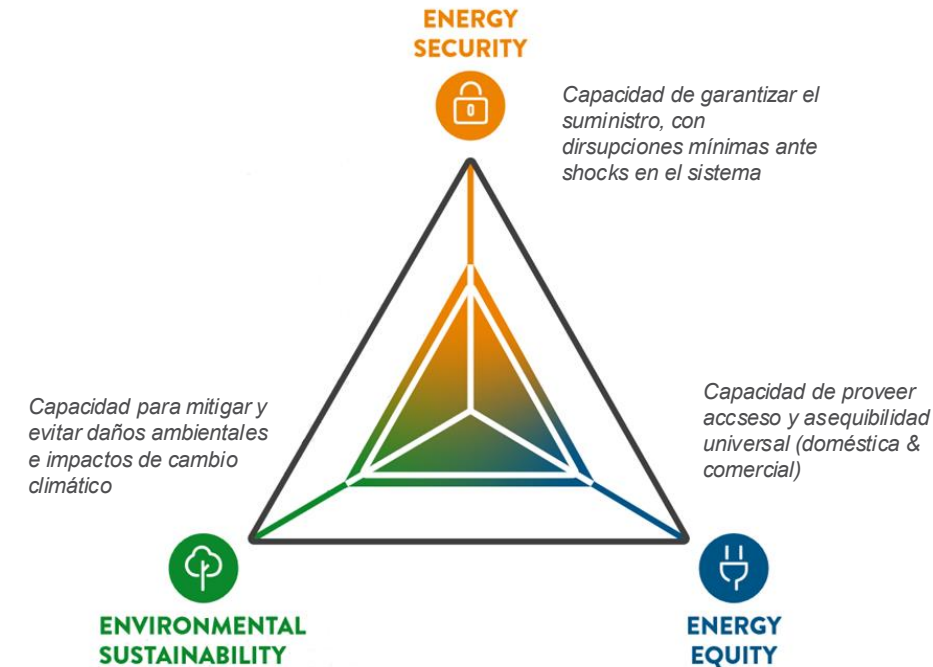 ENERGY
SECURITY
Capacidad de garantizar el
suministro, con
dirsupciones mínimas ante
shocks en el sistema
Capacidad para mitigar y
evitar daños ambientales
e impactos de cambio
climático
Capacidad de proveer
accseso y asequibilidad
universal (doméstica &
comercial)
ENVIRONMENTAL
SUSTAINABILITY
ENERGY
EQUITY